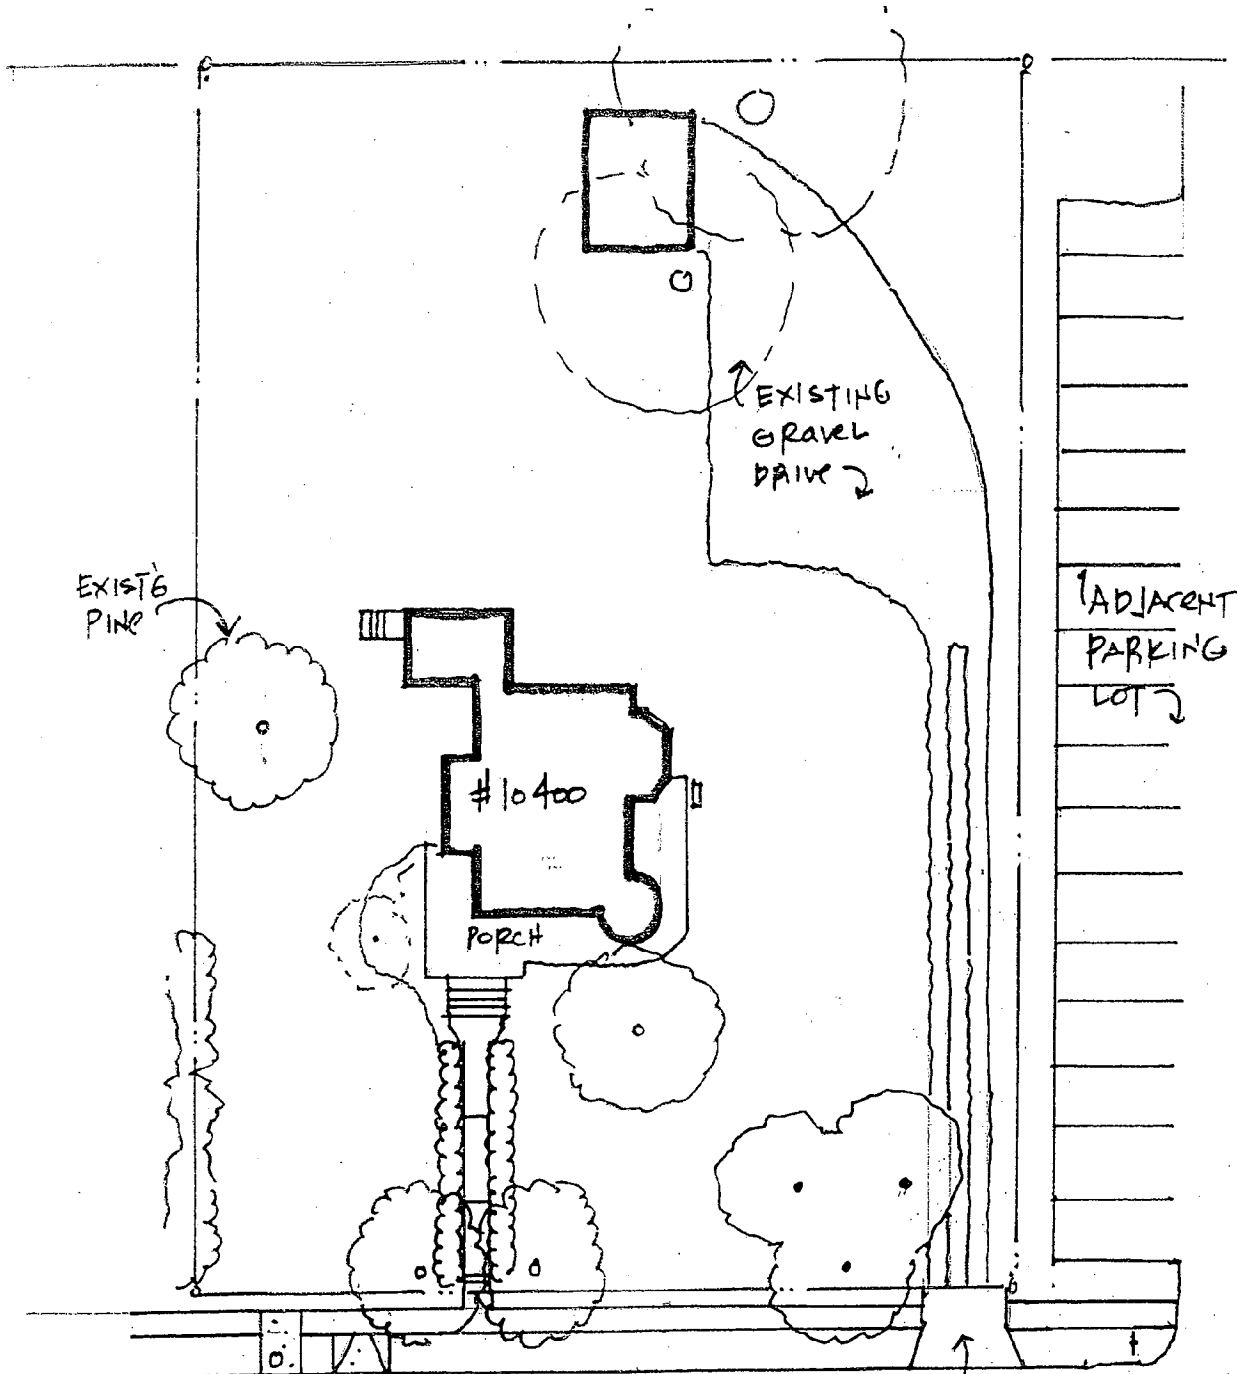 EXISTING
GRAVEL
DRIVE
EXIST'G
PINE
ADJACENT
PARKING
LOT
#10400
PORCH